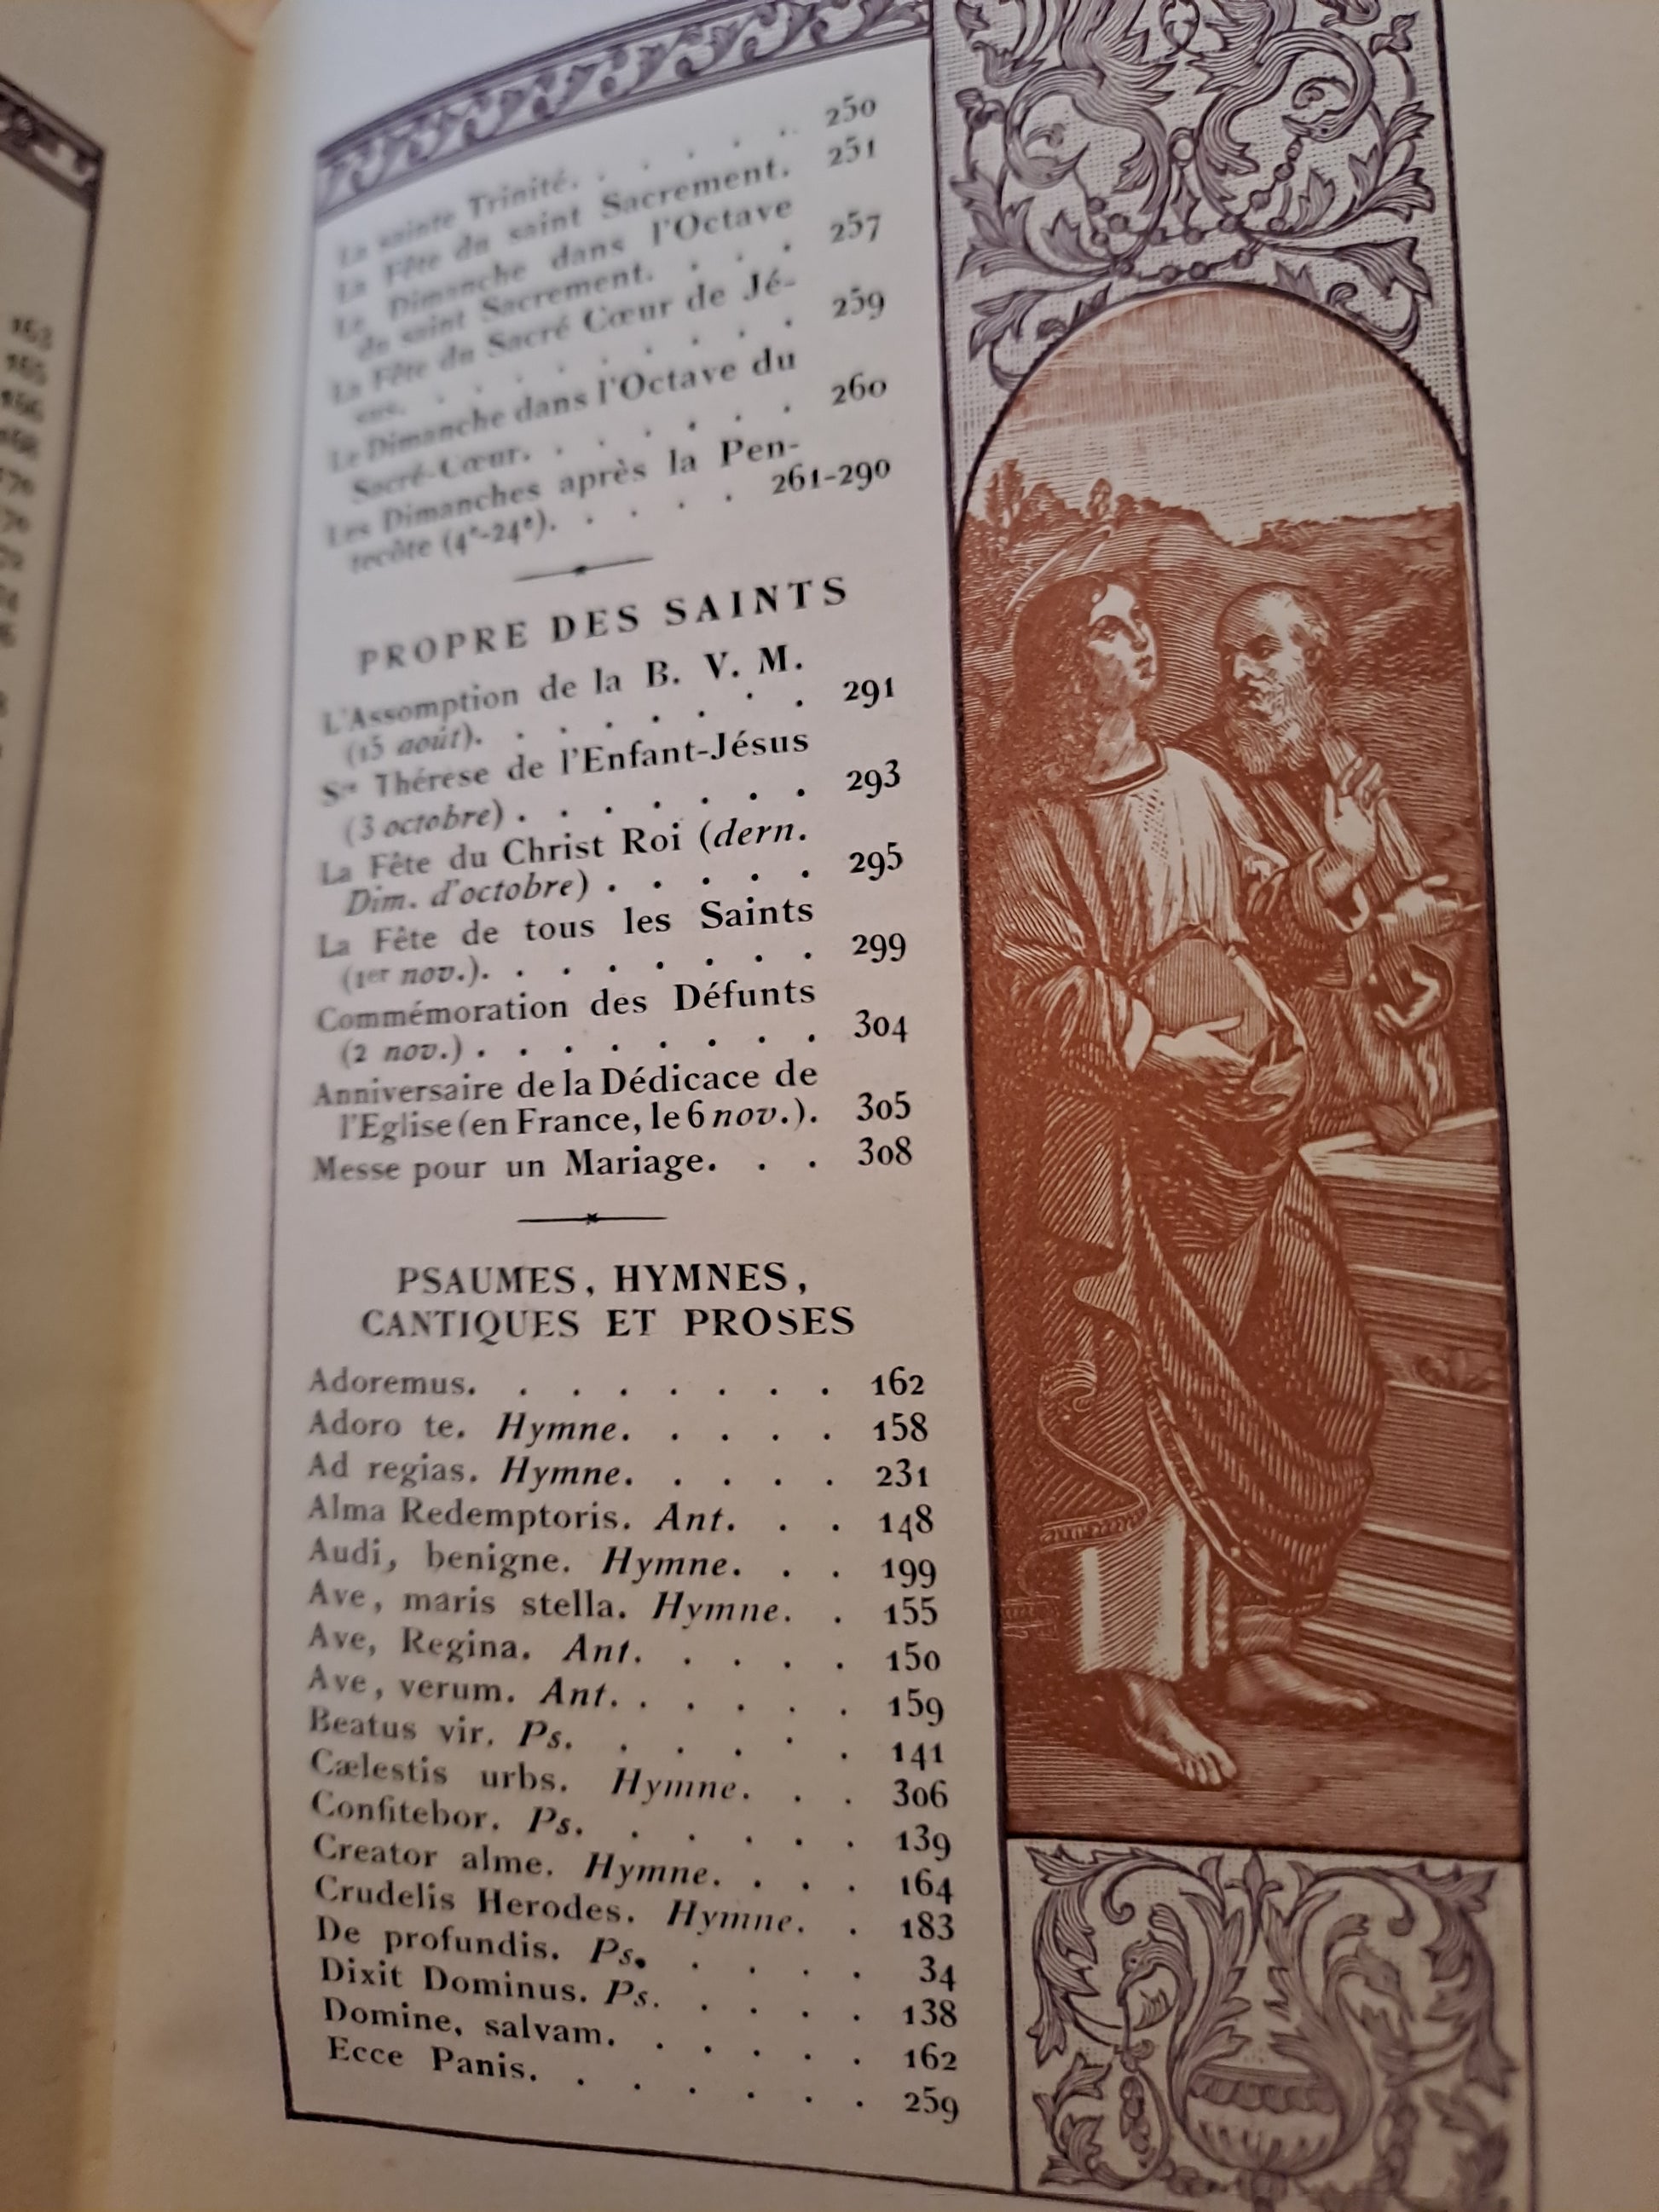 La sainte Trinité. . . . . . 250
La Fête du saint Sacrement. 251
Le Dimanche dans l'Octave
du saint Sacrement. . . . . 257
La Fête du Sacré Cœur de Jé-
sus. . . . . . . . . . 259
Le Dimanche dans l'Octave du
Sacré-Cœur. . . . . . . 260
Les Dimanches après la Pen-
tecôte (4e-24e). . . . . 261-290
PROPRE DES SAINTS
L'Assomption de la B. V. M.
(15 août). . . . . . . . 291
Ste Thérèse de l'Enfant-Jésus
(3 octobre) . . . . . . . 293
La Fête du Christ Roi (dern.
Dim. d'octobre) . . . . . 295
La Fête de tous les Saints
(1er nov.). . . . . . . . 299
Commémoration des Défunts
(2 nov.) . . . . . . . . 304
Anniversaire de la Dédicace de
l'Eglise (en France, le 6 nov.). 305
Messe pour un Mariage. . . 308
PSAUMES, HYMNES,
CANTIQUES ET PROSES
Adoremus. . . . . . . . 162
Adoro te. Hymne. . . . . 158
Ad regias. Hymne. . . . . 231
Alma Redemptoris. Ant. . . 148
Audi, benigne. Hymne. . . 199
Ave, maris stella. Hymne. . 155
Ave, Regina. Ant. . . . . 150
Ave, verum. Ant. . . . . . 159
Beatus vir. Ps. . . . . . 141
Cælestis urbs. Hymne. . . 306
Confitebor. Ps. . . . . . 139
Creator alme. Hymne. . . . 164
Crudelis Herodes. Hymne. . 183
De profundis. Ps. . . . . 34
Dixit Dominus. Ps. . . . . 138
Domine, salvam. . . . . . 162
Ecce Panis. . . . . . . 259